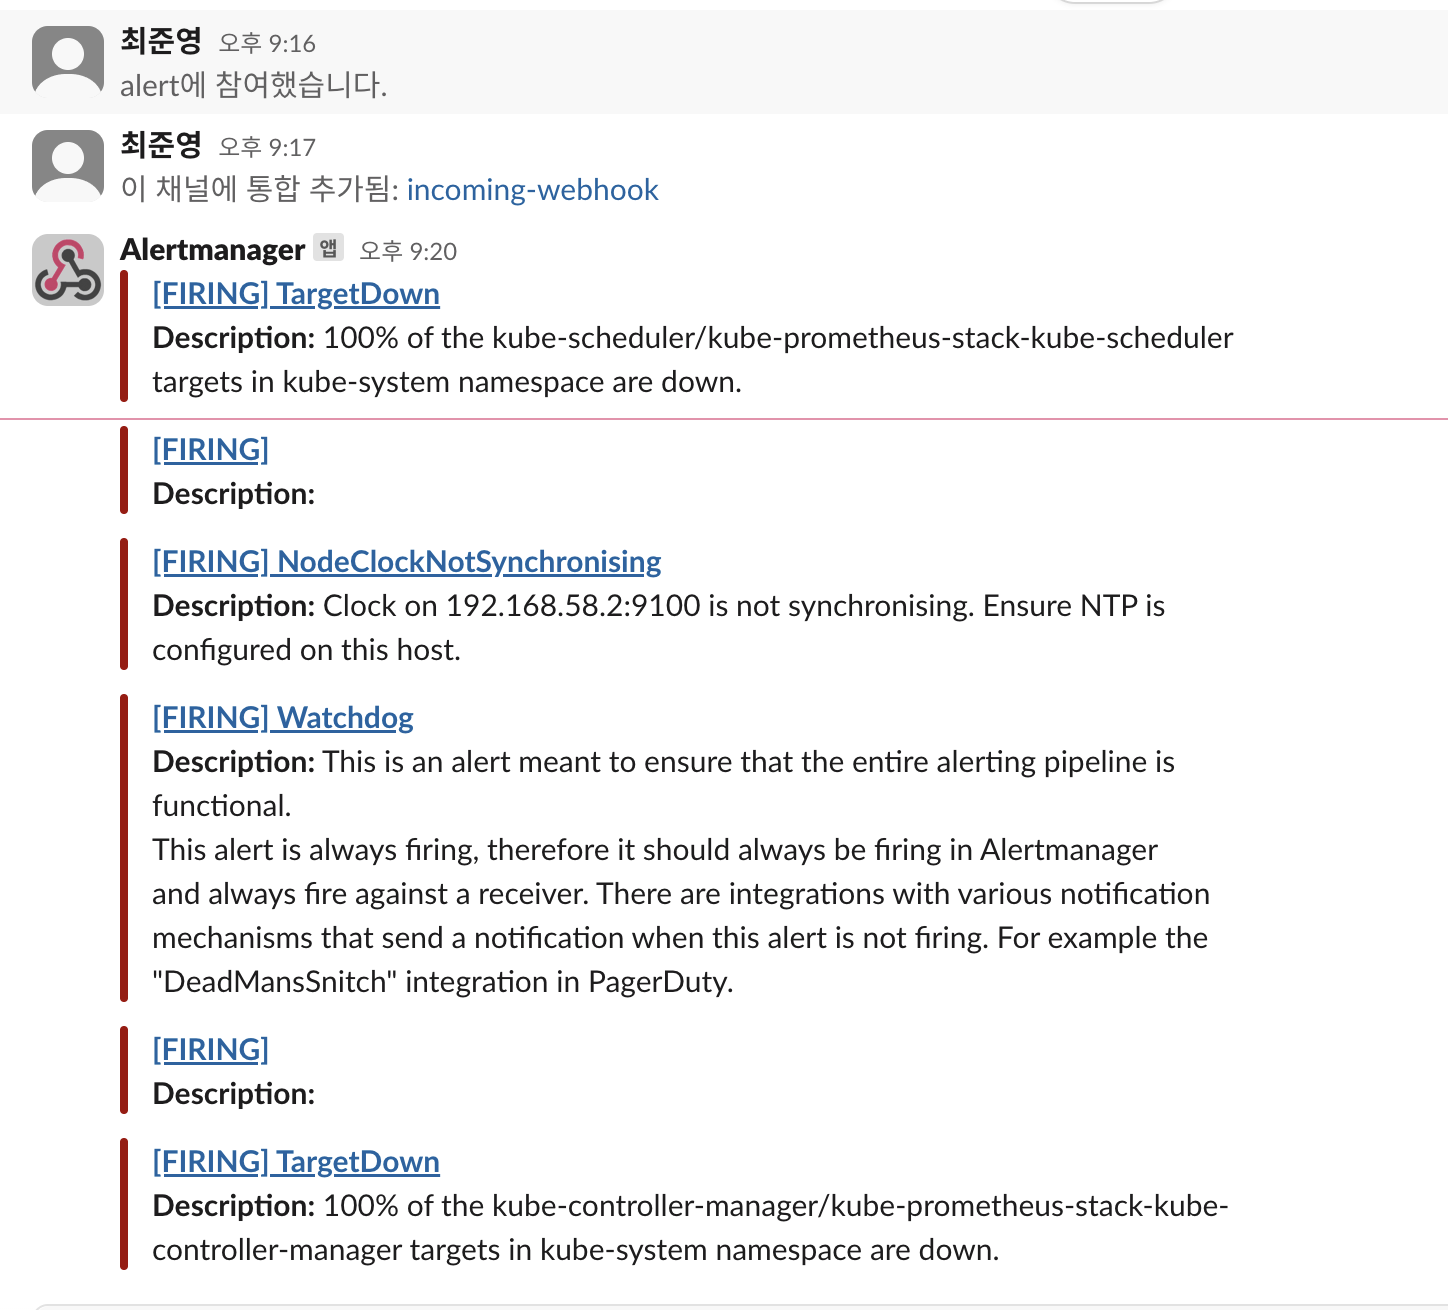 최준영 오후 9:16
alert에 참여했습니다.
최준영 오후 9:17
이 채널에 통합 추가됨: incoming-webhook
Alertmanager 앱 오후 9:20
[FIRING] TargetDown
Description: 100% of the kube-scheduler/kube-prometheus-stack-kube-scheduler
targets in kube-system namespace are down.
[FIRING]
Description:
[FIRING] NodeClockNotSynchronising
Description: Clock on 192.168.58.2:9100 is not synchronising. Ensure NTP is
configured on this host.
[FIRING] Watchdog
Description: This is an alert meant to ensure that the entire alerting pipeline is
functional.
This alert is always firing, therefore it should always be firing in Alertmanager
and always fire against a receiver. There are integrations with various notification
mechanisms that send a notification when this alert is not firing. For example the
"DeadMansSnitch" integration in PagerDuty.
[FIRING]
Description:
[FIRING] TargetDown
Description: 100% of the kube-controller-manager/kube-prometheus-stack-kube-
controller-manager targets in kube-system namespace are down.